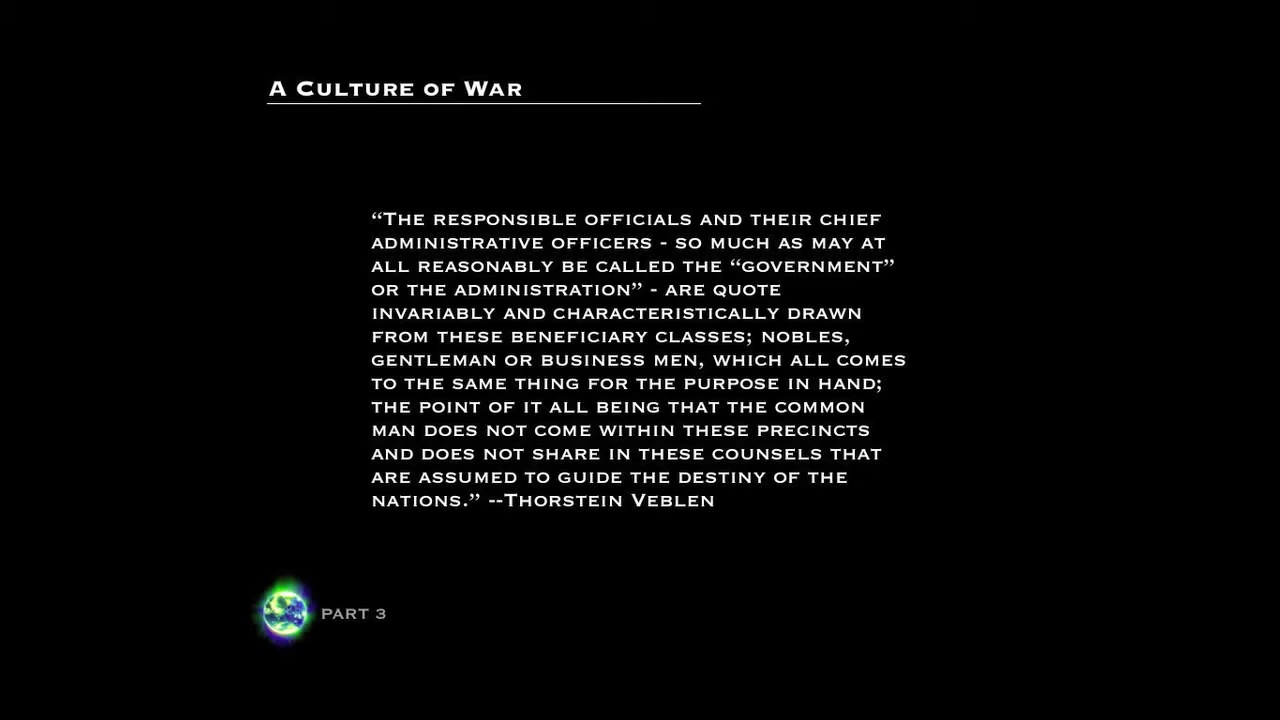 A Culture of War
“The responsible officials and their chief
administrative officers - so much as may at
all reasonably be called the “government”
or the administration” - are quote
invariably and characteristically drawn
from these beneficiary classes; nobles,
gentleman or business men, which all comes
to the same thing for the purpose in hand;
the point of it all being that the common
man does not come within these precincts
and does not share in these counsels that
are assumed to guide the destiny of the
nations.” --Thorstein Veblen
PART 3